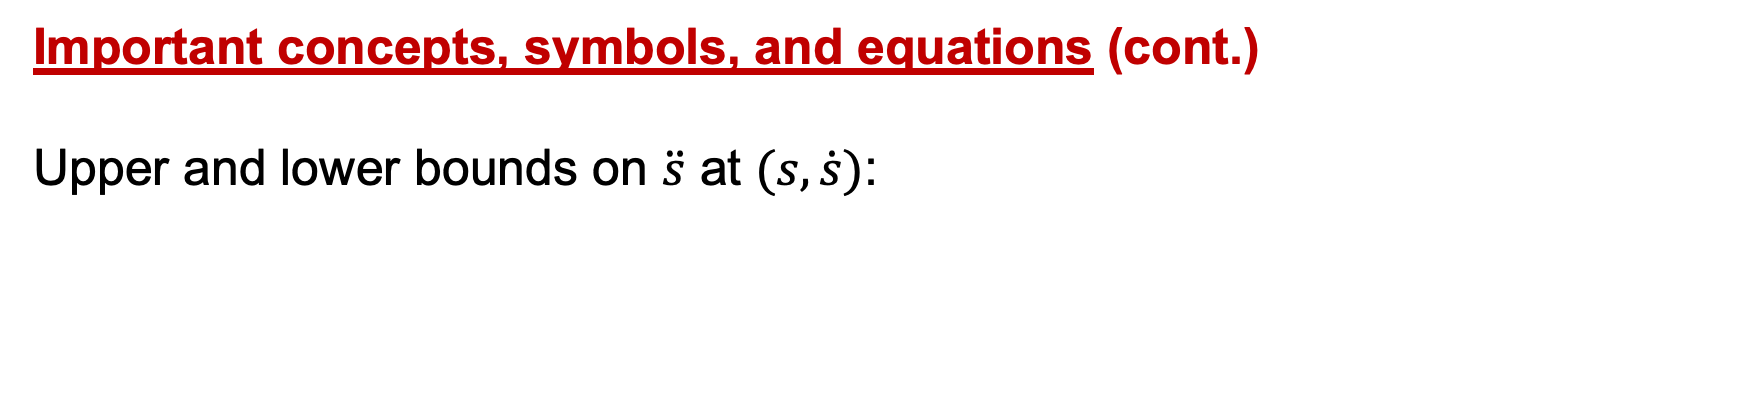 Important concepts, symbols, and equations (cont.)
Upper and lower bounds on s̈ at (s, ṡ):